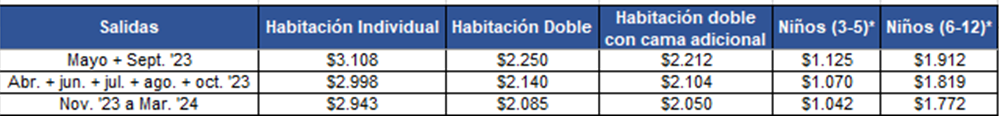 Salidas Habitación Individual Habitación Doble Habitación doble con cama adicional Niños (3-5)* Niños (6-12)*
Mayo + Sept. '23 $3.108 $2.250 $2.212 $1.125 $1.912
Abr. + jun. + jul. + ago. + oct. '23 $2.998 $2.140 $2.104 $1.070 $1.819
Nov. '23 a Mar. '24 $2.943 $2.085 $2.050 $1.042 $1.772